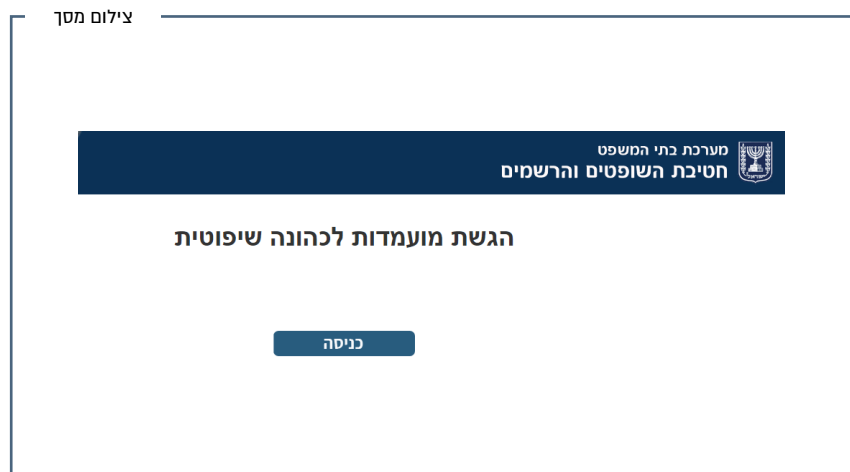 צילום מסך
מערכת בתי המשפט
חטיבת השופטים והרשמים
הגשת מועמדות לכהונה שיפוטית
כניסה